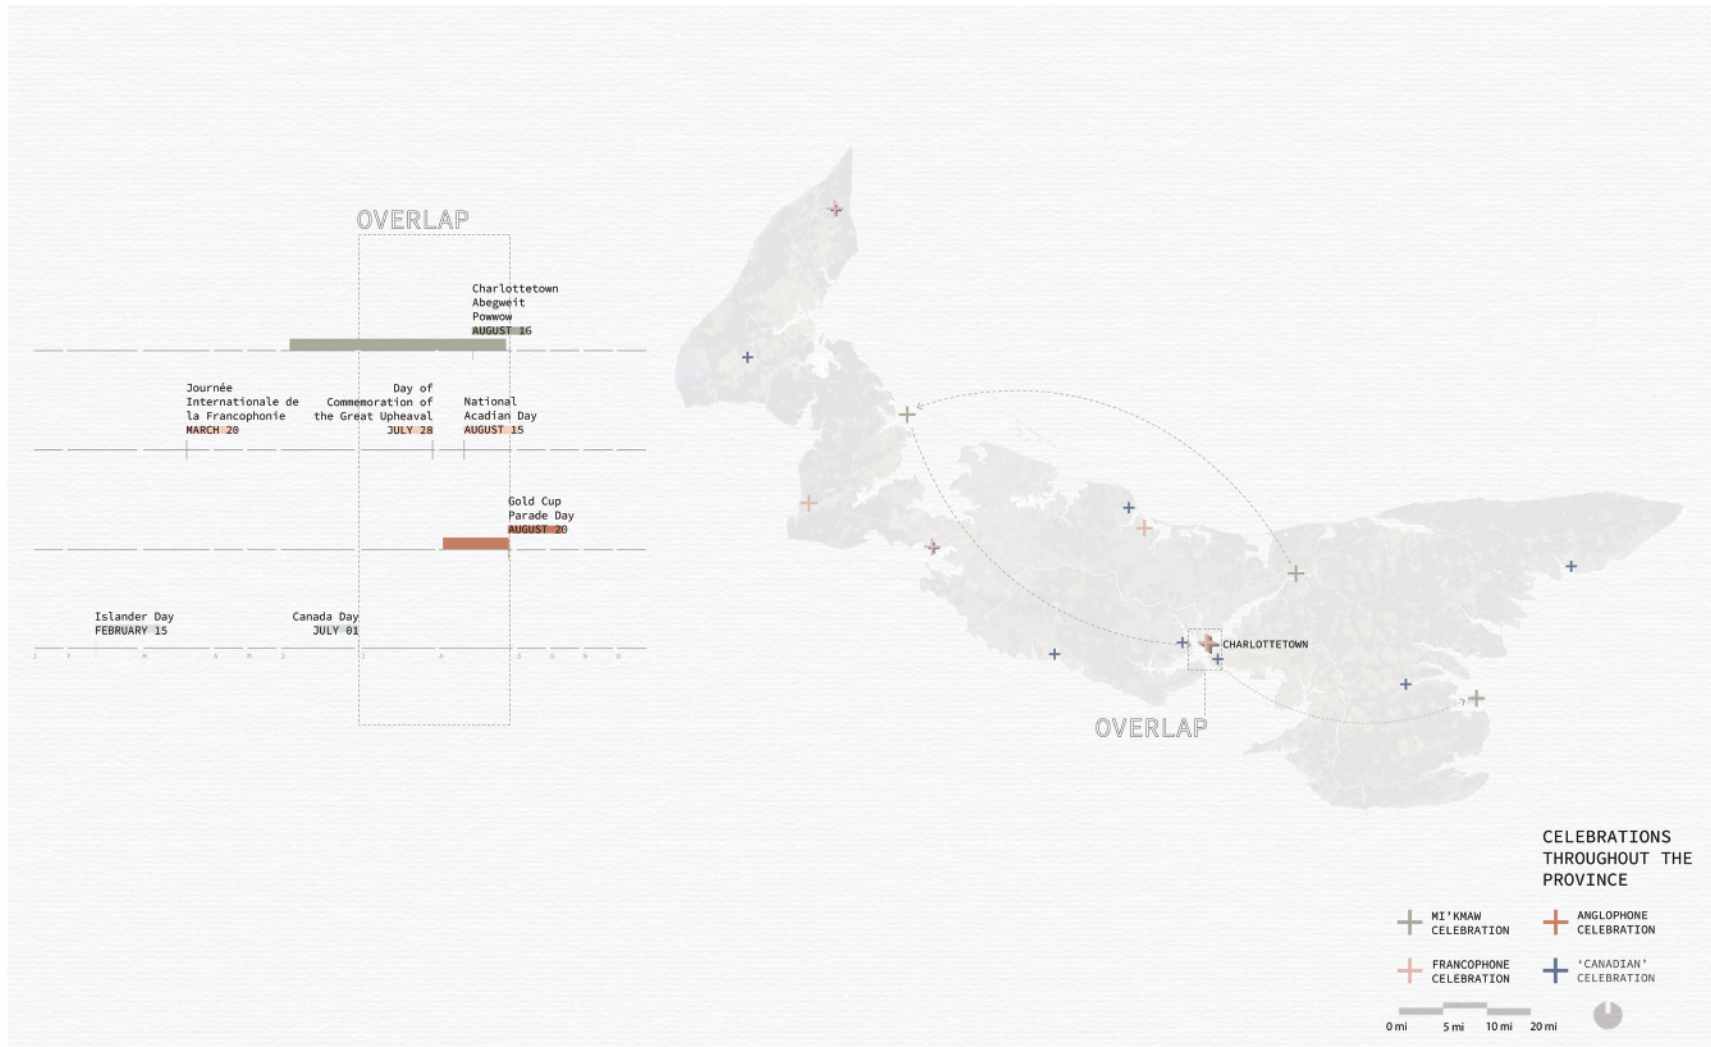 OVERLAP
Charlottetown
Abegweit
Powwow
AUGUST 16
Journée
Internationale de
la Francophonie
MARCH 20
Day of
Commemoration of
the Great Upheaval
JULY 28
National
Acadian Day
AUGUST 15
Gold Cup
Parade Day
AUGUST 20
Islander Day
FEBRUARY 15
Canada Day
JULY 01
CHARLOTTETOWN
OVERLAP
CELEBRATIONS
THROUGHOUT THE
PROVINCE
MI'KMAW
CELEBRATION
ANGLOPHONE
CELEBRATION
FRANCOPHONE
CELEBRATION
'CANADIAN'
CELEBRATION
0 mi 5 mi 10 mi 20 mi